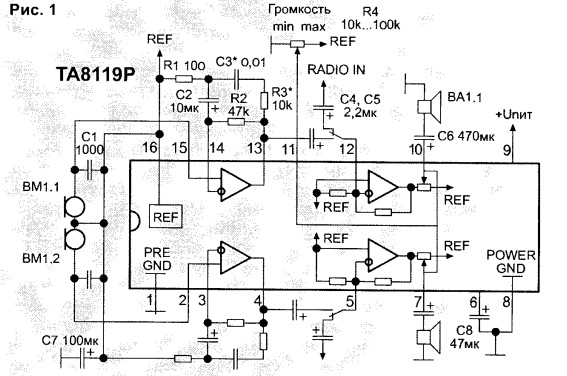 Рис. 1
Громкость
R4
min max
10k...100k
REF
REF
R1 100
C3* 0,01
TA8119P
RADIO IN
C2
10мк
R2
47k
R3*
10k
C4, C5
2,2мк
BA1.1
+Uпит
C1
1000
C6 470мк
16 15 14 13 11 12 10 9
BM1.1
REF
REF
REF
BM1.2
REF
REF
PRE
GND
POWER
GND
1 2 3 4 5 7 6 8
C7 100мк
C8
47мк